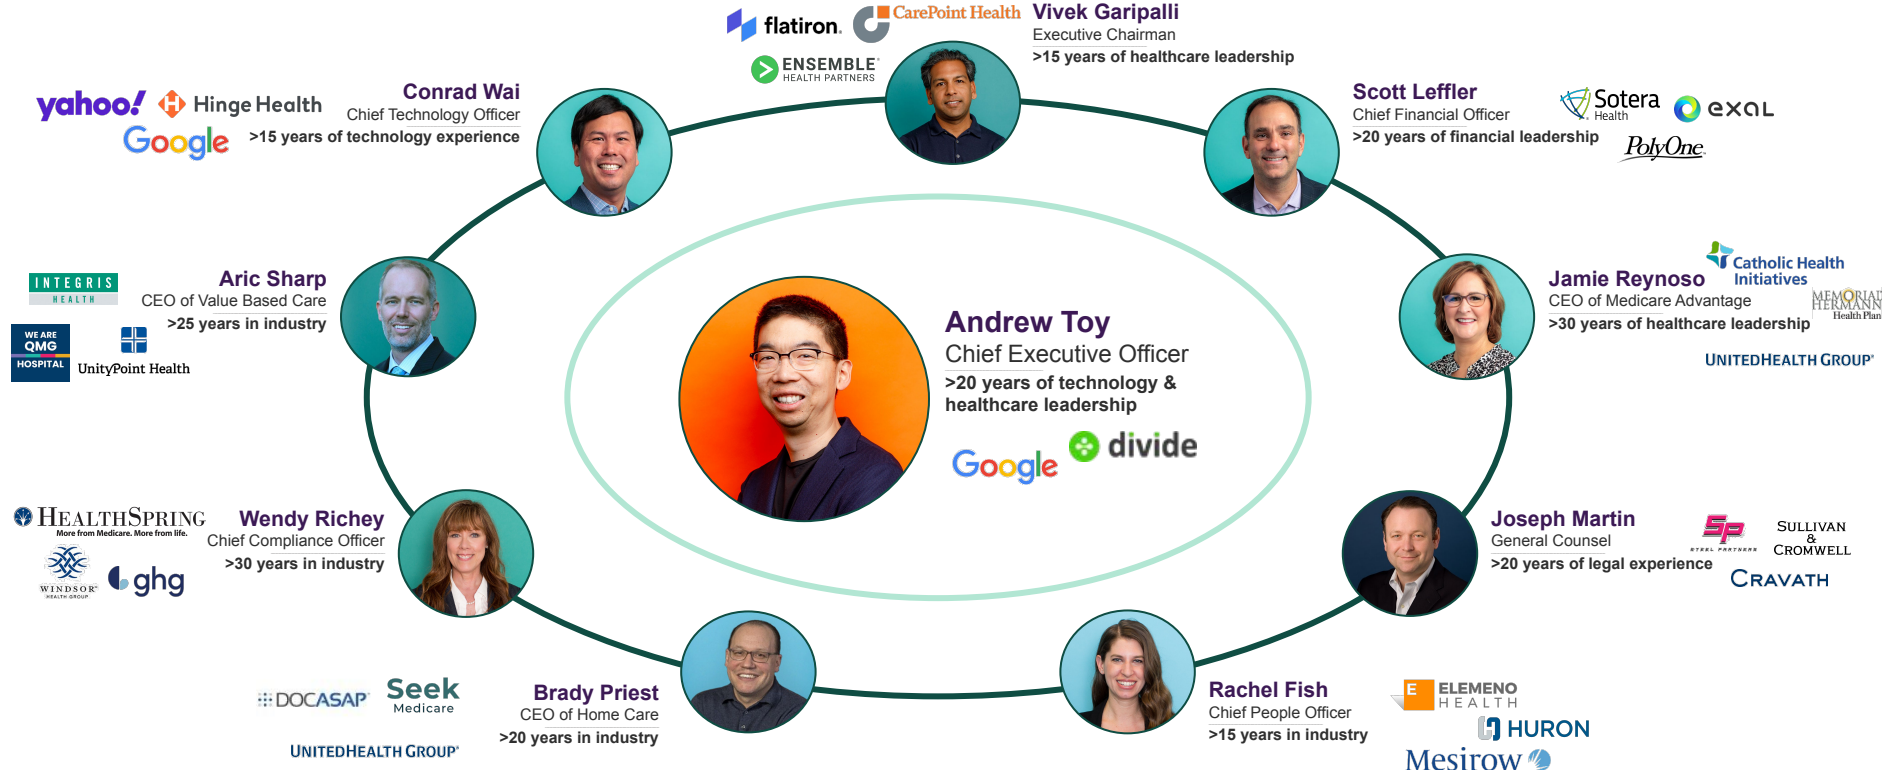 flatiron.
CarePoint Health
ENSEMBLE
HEALTH PARTNERS
Vivek Garipalli
Executive Chairman
>15 years of healthcare leadership
yahoo!
Hinge Health
Google
Conrad Wai
Chief Technology Officer
>15 years of technology experience
Scott Leffler
Chief Financial Officer
>20 years of financial leadership
Sotera
Health
exal
PolyOne
INTEGRIS
HEALTH
WE ARE
QMG
HOSPITAL
UnityPoint Health
Aric Sharp
CEO of Value Based Care
>25 years in industry
Andrew Toy
Chief Executive Officer
>20 years of technology &
healthcare leadership
Google
divide
Jamie Reynoso
CEO of Medicare Advantage
>30 years of healthcare leadership
Catholic Health
Initiatives
MEMORIAL
HERMANN
Health Plan
UNITEDHEALTH GROUP
HEALTHSPRING
More from Medicare. More from life.
WINDSOR
HEALTH GROUP
ghg
Wendy Richey
Chief Compliance Officer
>30 years in industry
Joseph Martin
General Counsel
>20 years of legal experience
SP
STEEL PARTNERS
SULLIVAN
&
CROMWELL
CRAVATH
DOCASAP
Seek
Medicare
UNITEDHEALTH GROUP
Brady Priest
CEO of Home Care
>20 years in industry
Rachel Fish
Chief People Officer
>15 years in industry
E
ELEMENO
HEALTH
HURON
Mesirow